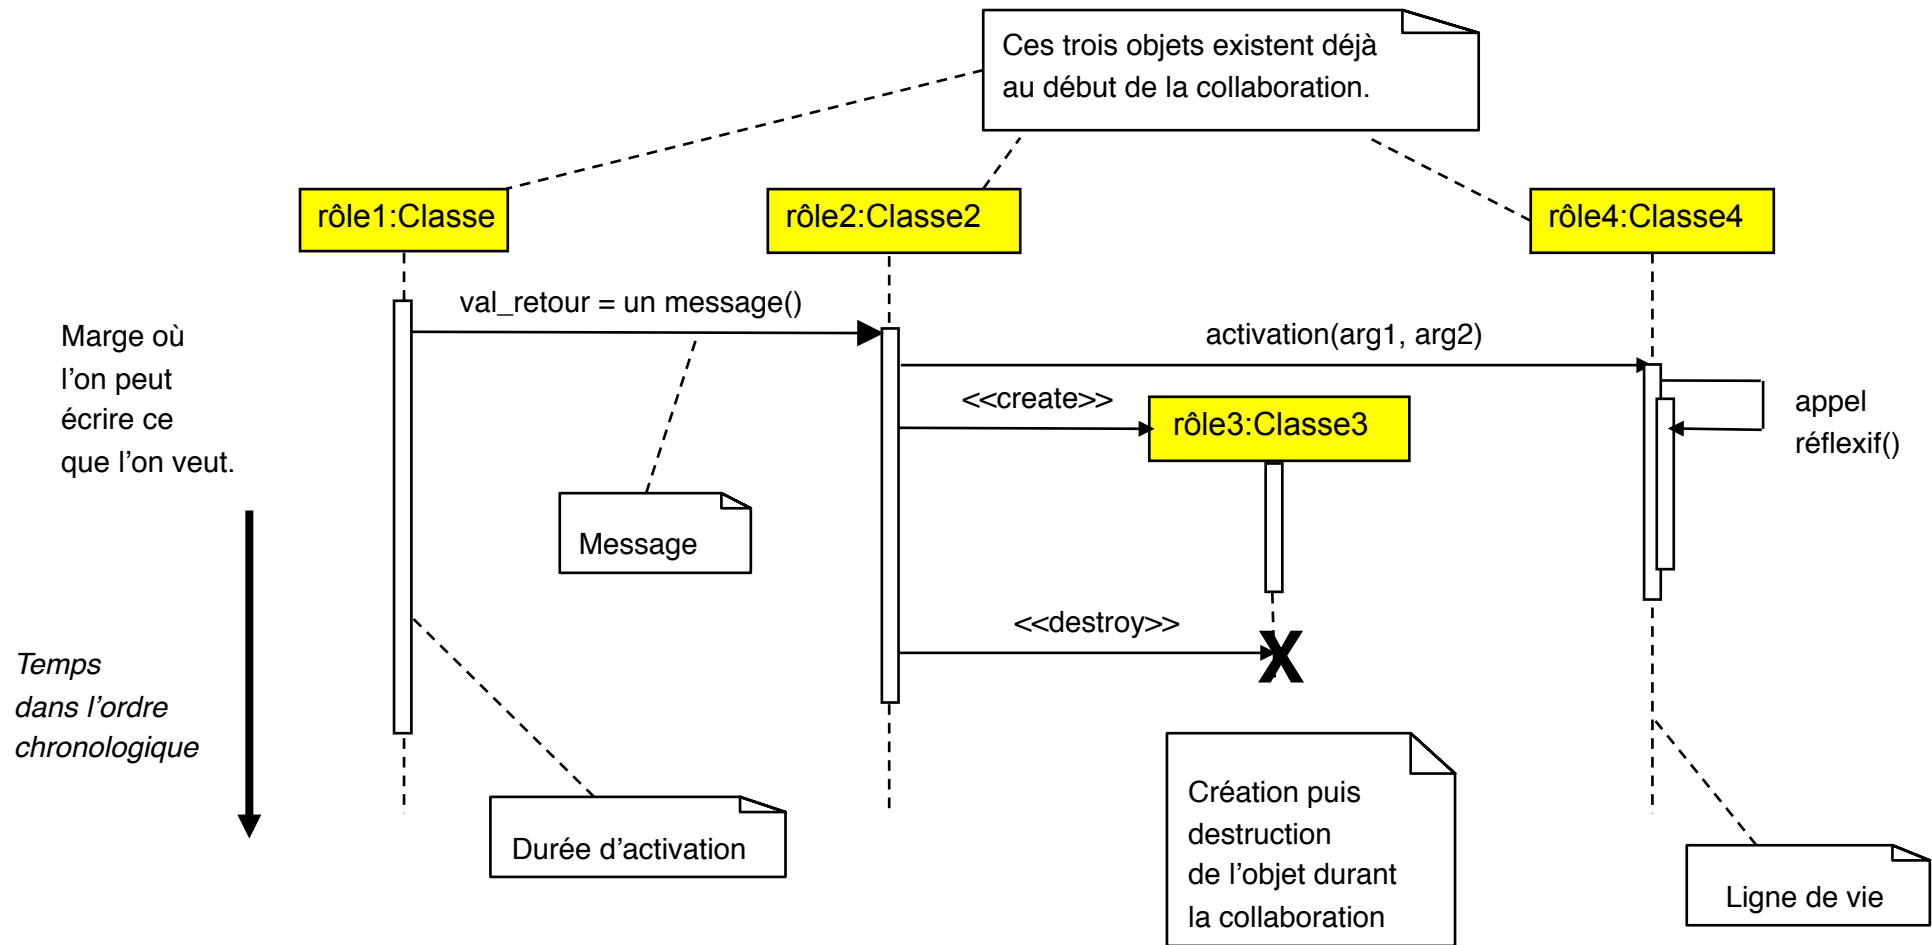 Ces trois objets existent déjà
au début de la collaboration.
rôle1:Classe
rôle2:Classe2
rôle4:Classe4
val_retour = un message()
activation(arg1, arg2)
Marge où
l’on peut
écrire ce
que l’on veut.
<<create>>
rôle3:Classe3
appel
réflexif()
Message
<<destroy>>
X
Temps
dans l’ordre
chronologique
Création puis
destruction
de l’objet durant
la collaboration
Durée d’activation
Ligne de vie